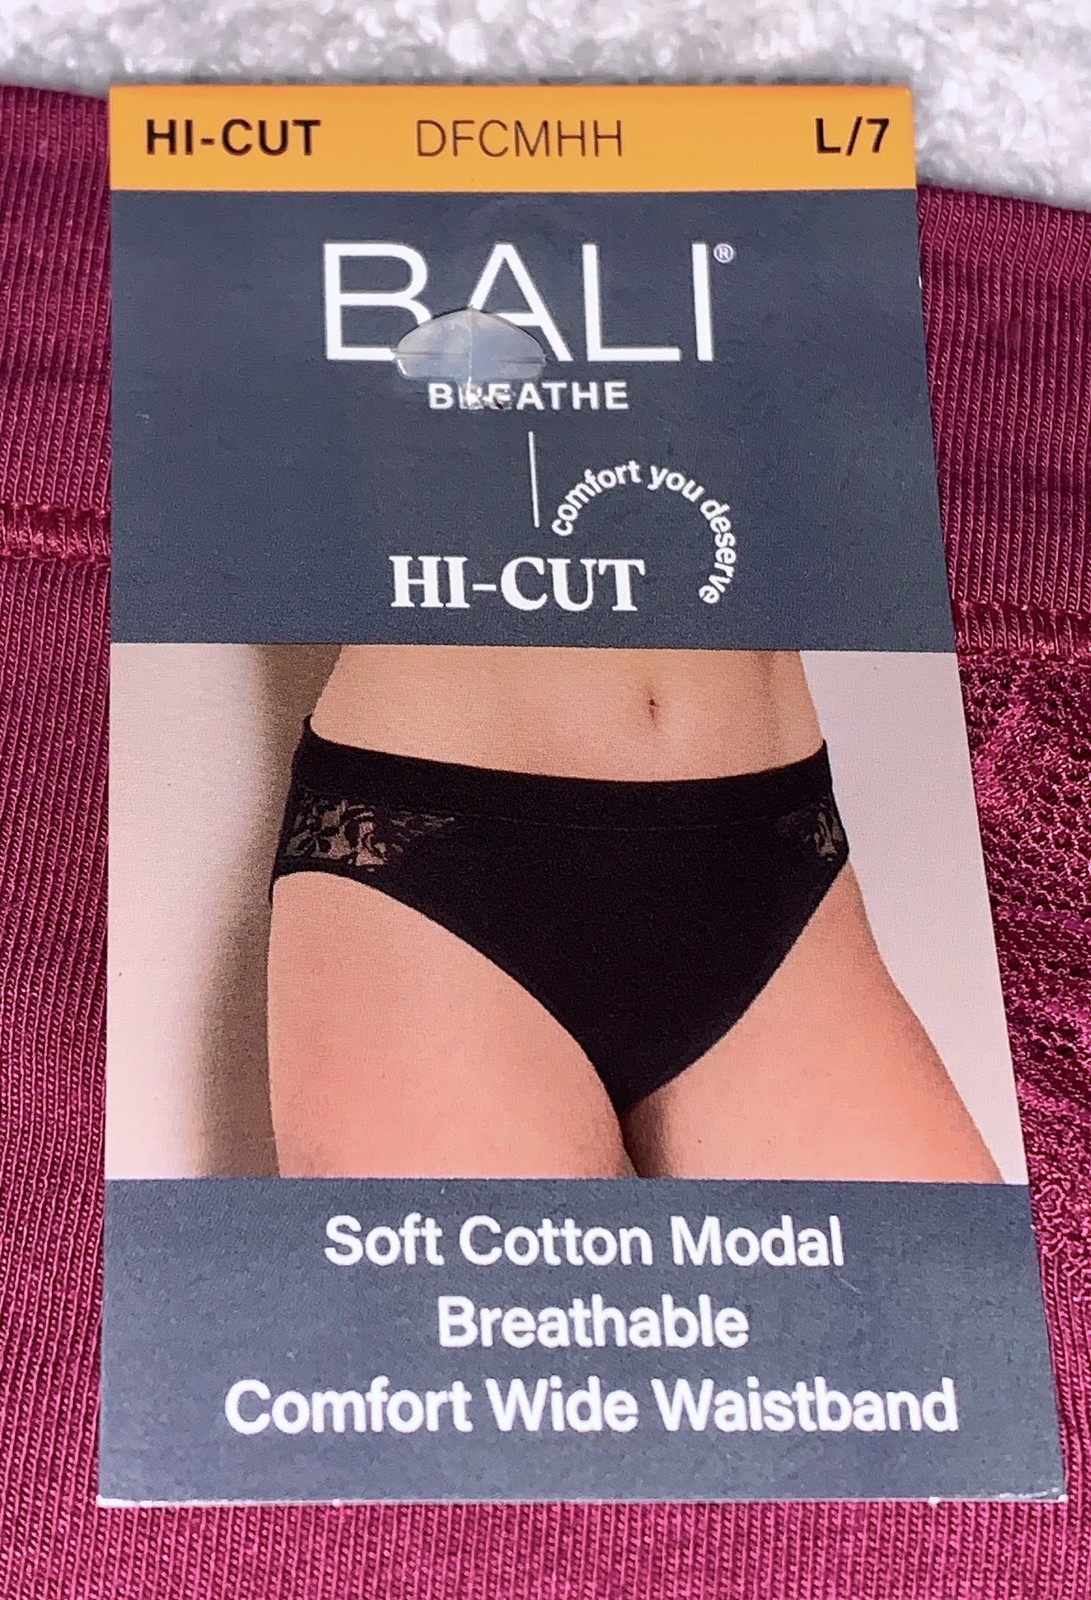 HI-CUT DFCMHH L/7
BALI®
BREATHE
comfort you deserve
HI-CUT
Soft Cotton Modal
Breathable
Comfort Wide Waistband